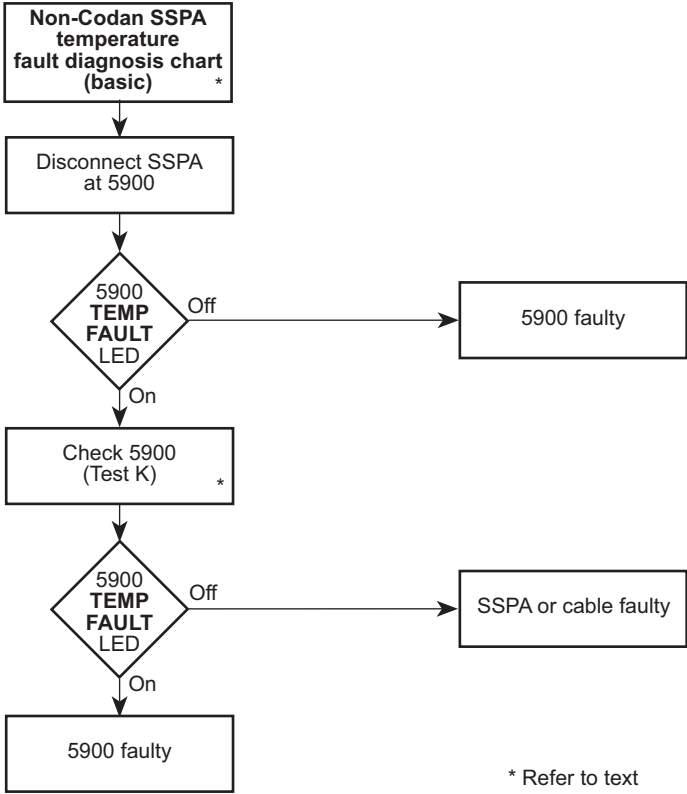 Non-Codan SSPA
temperature
fault diagnosis chart
(basic)
*
Disconnect SSPA
at 5900
5900
TEMP
FAULT
LED
Off
5900 faulty
On
Check 5900
(Test K)
*
5900
TEMP
FAULT
LED
Off
SSPA or cable faulty
On
5900 faulty
* Refer to text